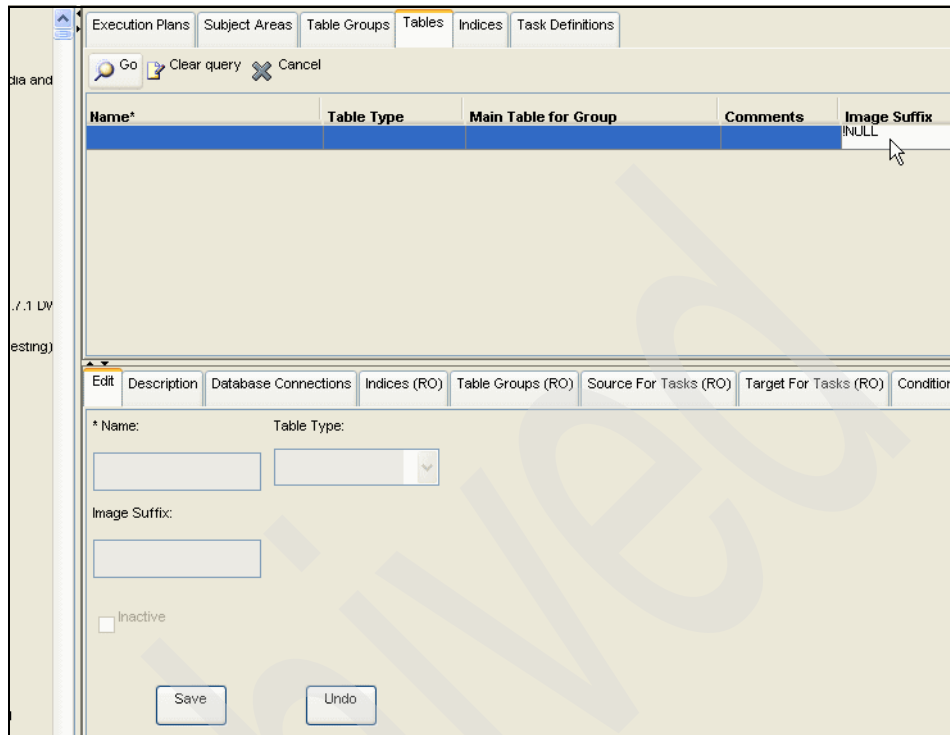 Execution Plans Subject Areas Table Groups Tables Indices Task Definitions
Go Clear query Cancel
dia and
Name* Table Type Main Table for Group Comments Image Suffix
!NULL
.7.1 DW
esting)
Edit Description Database Connections Indices (RO) Table Groups (RO) Source For Tasks (RO) Target For Tasks (RO) Condition
* Name: Table Type:
Image Suffix:
Inactive
Save Undo
hived